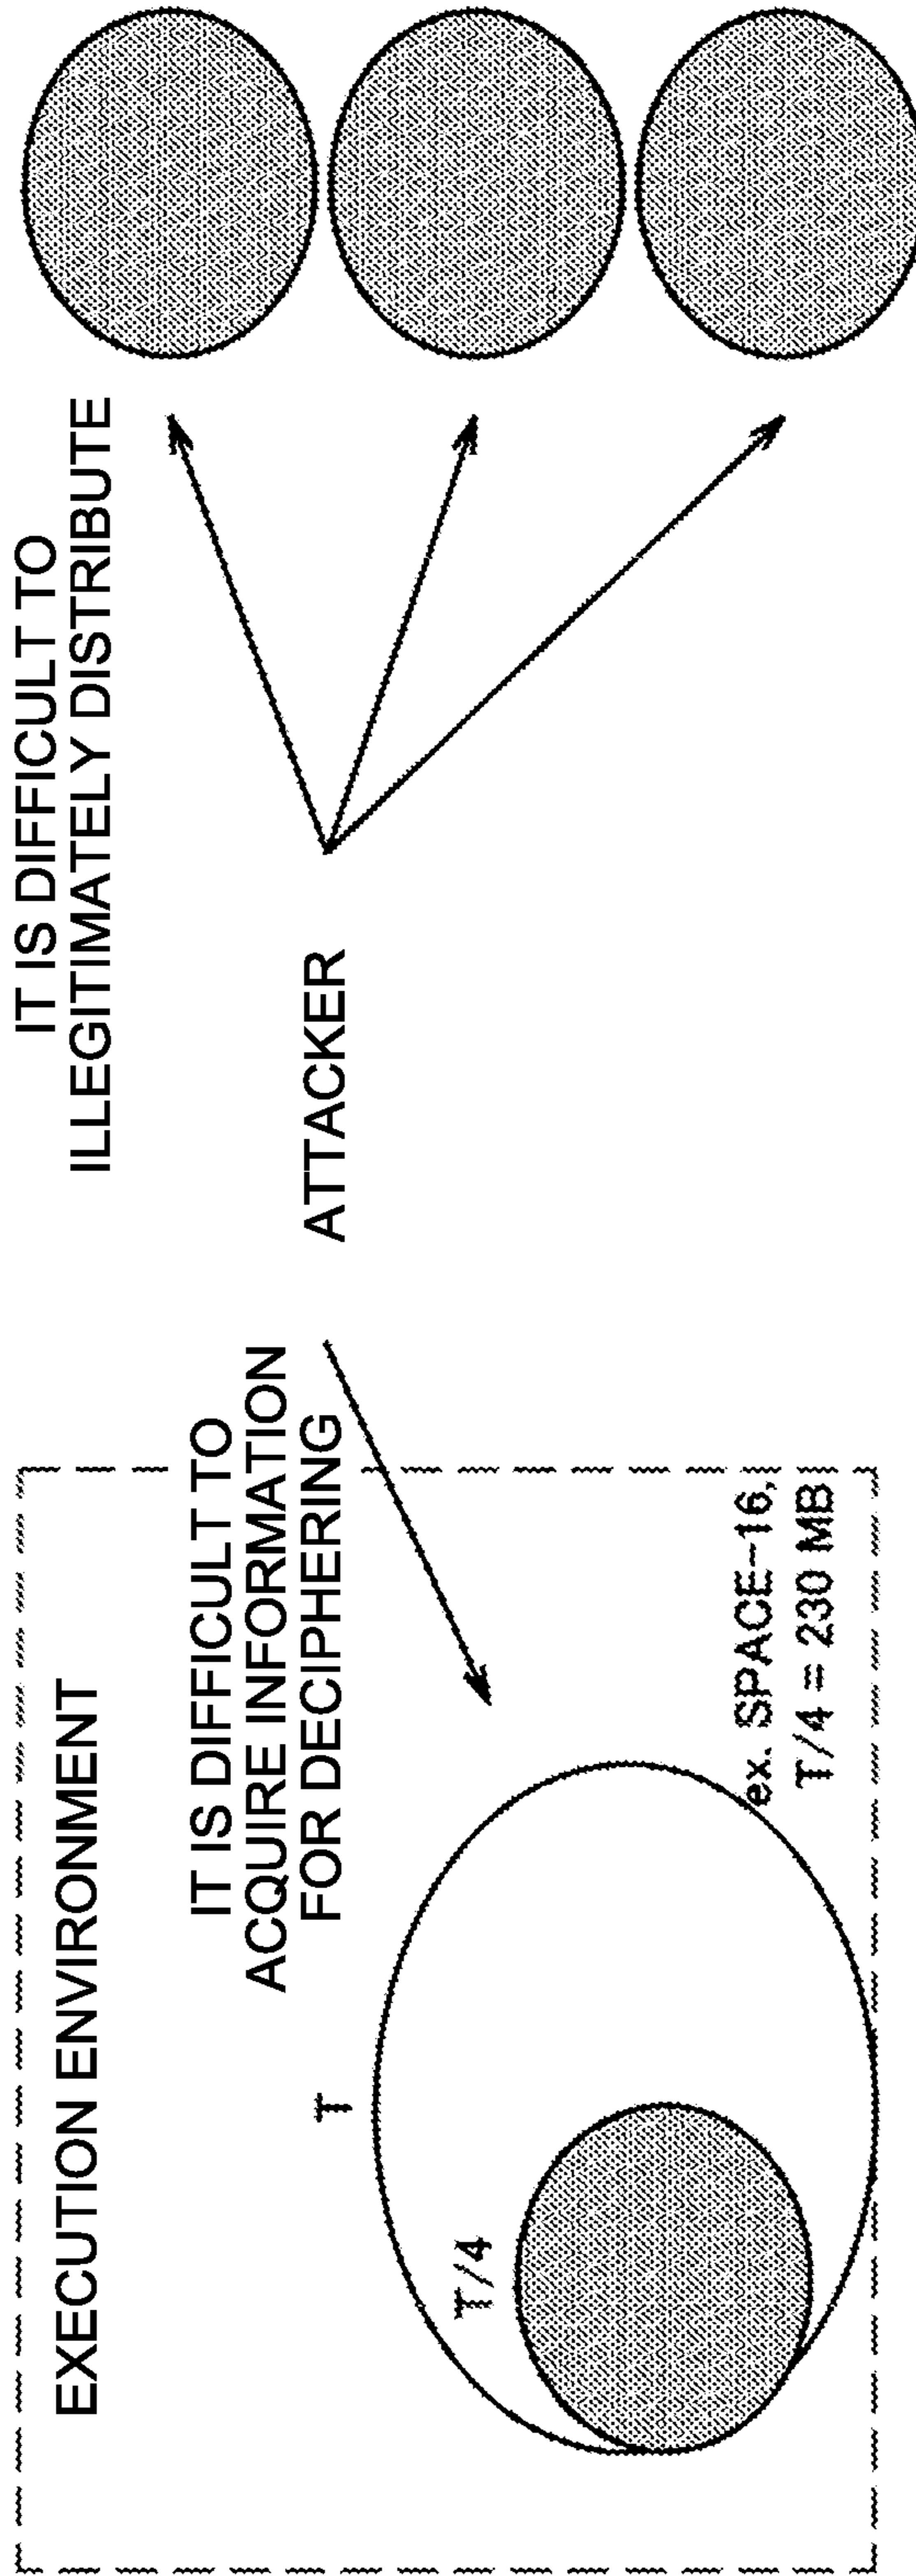 EXECUTION ENVIRONMENT
IT IS DIFFICULT TO
ACQUIRE INFORMATION
FOR DECIPHERING
T
T/4
ex. SPACE-16,
T/4 = 230 MB
ATTACKER
IT IS DIFFICULT TO
ILLEGITIMATELY DISTRIBUTE